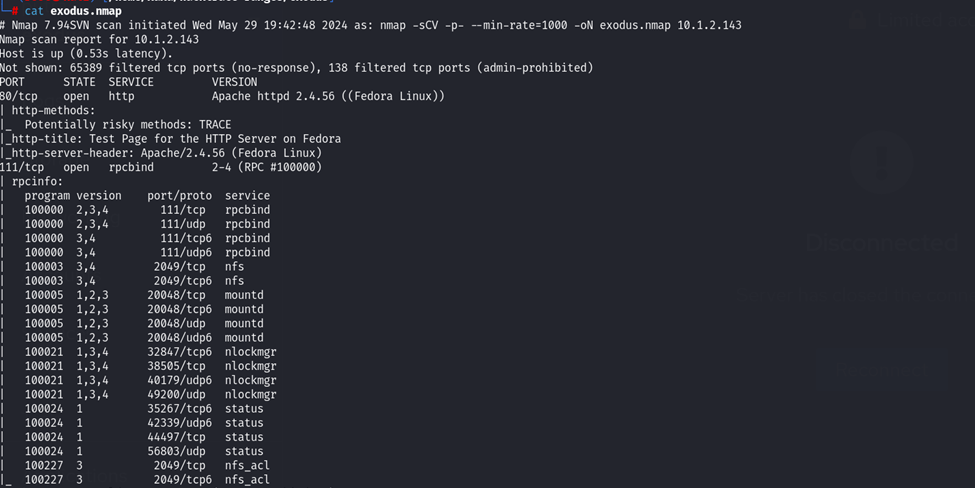 # cat exodus.nmap
# Nmap 7.94SVN scan initiated Wed May 29 19:42:48 2024 as: nmap -sCV -p- --min-rate=1000 -oN exodus.nmap 10.1.2.143
Nmap scan report for 10.1.2.143
Host is up (0.53s latency).
Not shown: 65389 filtered tcp ports (no-response), 138 filtered tcp ports (admin-prohibited)
PORT      STATE SERVICE       VERSION
80/tcp    open  http          Apache httpd 2.4.56 ((Fedora Linux))
| http-methods:
|_  Potentially risky methods: TRACE
|_http-title: Test Page for the HTTP Server on Fedora
|_http-server-header: Apache/2.4.56 (Fedora Linux)
111/tcp   open  rpcbind       2-4 (RPC #100000)
| rpcinfo:
|   program version    port/proto  service
|   100000  2,3,4        111/tcp   rpcbind
|   100000  2,3,4        111/udp   rpcbind
|   100000  3,4          111/tcp6  rpcbind
|   100000  3,4          111/udp6  rpcbind
|   100003  3,4         2049/tcp   nfs
|   100003  3,4         2049/tcp6  nfs
|   100005  1,2,3      20048/tcp   mountd
|   100005  1,2,3      20048/tcp6  mountd
|   100005  1,2,3      20048/udp   mountd
|   100005  1,2,3      20048/udp6  mountd
|   100021  1,3,4      32847/tcp6  nlockmgr
|   100021  1,3,4      38505/tcp   nlockmgr
|   100021  1,3,4      40179/udp6  nlockmgr
|   100021  1,3,4      49200/udp   nlockmgr
|   100024  1          35267/tcp6  status
|   100024  1          42339/udp6  status
|   100024  1          44497/tcp   status
|   100024  1          56803/udp   status
|   100227  3           2049/tcp   nfs_acl
|_  100227  3           2049/tcp6  nfs_acl
Disconnected